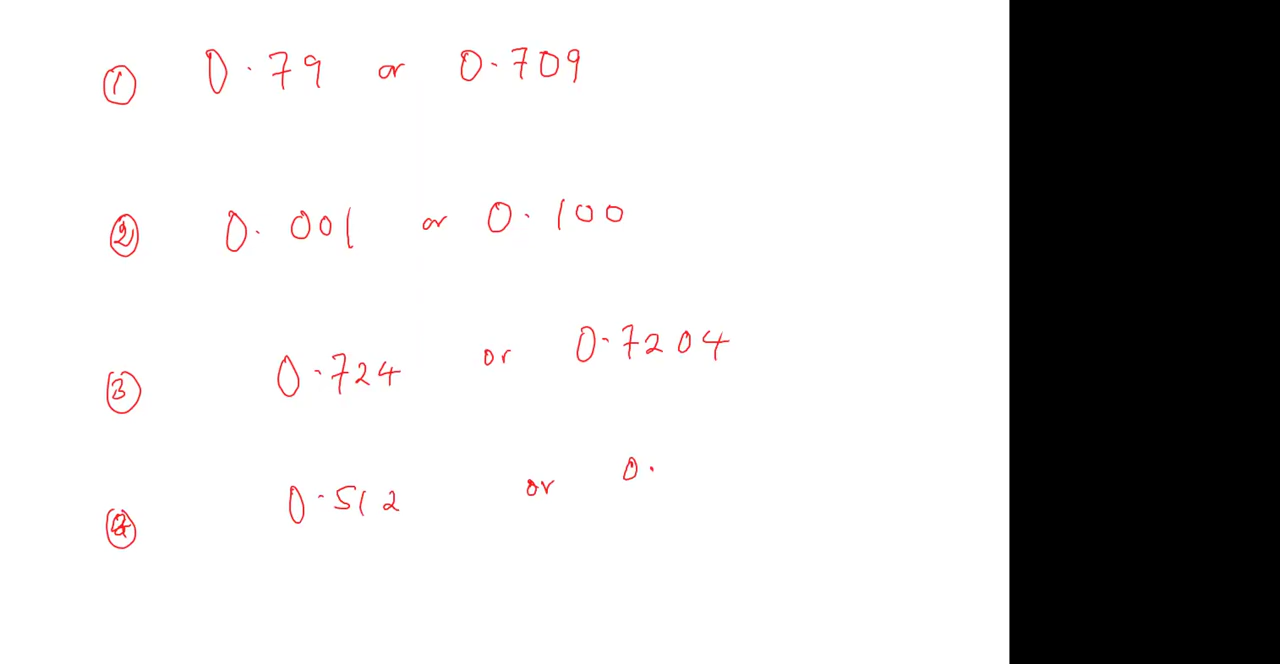 ① 0.79 or 0.709
② 0.001 or 0.100
③ 0.724 or 0.7204
0.512 or 0.